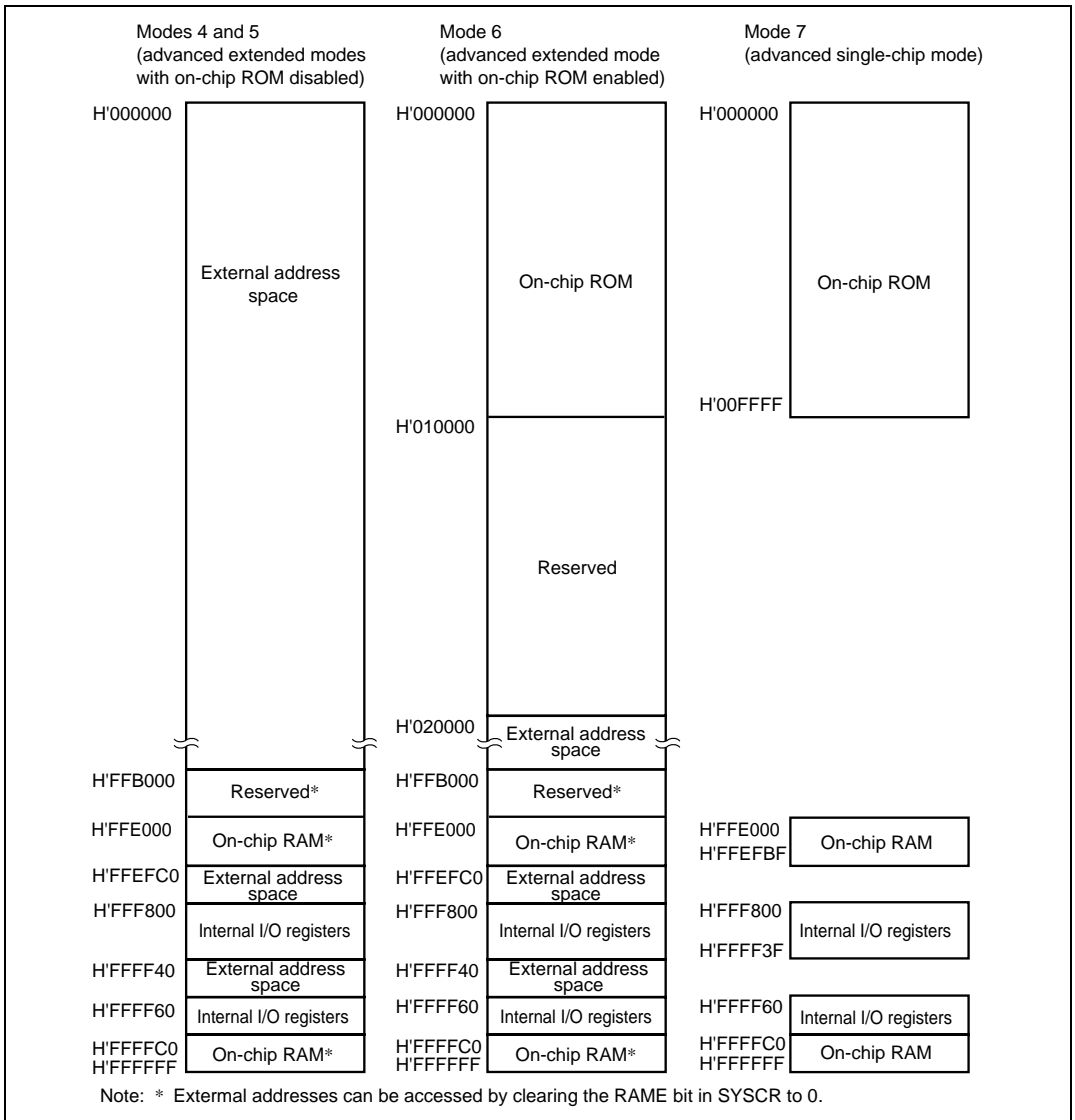 Modes 4 and 5
(advanced extended modes
with on-chip ROM disabled)
H'000000
External address
space
H'FFB000
Reserved*
H'FFE000
On-chip RAM*
H'FFEFC0
External address
space
H'FFF800
Internal I/O registers
H'FFFF40
External address
space
H'FFFF60
Internal I/O registers
H'FFFFC0
On-chip RAM*
H'FFFFFF
Mode 6
(advanced extended mode
with on-chip ROM enabled)
H'000000
On-chip ROM
H'010000
Reserved
H'020000
External address
space
H'FFB000
Reserved*
H'FFE000
On-chip RAM*
H'FFEFC0
External address
space
H'FFF800
Internal I/O registers
H'FFFF40
External address
space
H'FFFF60
Internal I/O registers
H'FFFFC0
On-chip RAM*
H'FFFFFF
Mode 7
(advanced single-chip mode)
H'000000
On-chip ROM
H'00FFFF
H'FFE000
On-chip RAM
H'FFEFBF
H'FFF800
Internal I/O registers
H'FFFF3F
H'FFFF60
Internal I/O registers
H'FFFFC0
On-chip RAM
H'FFFFFF
Note: * External addresses can be accessed by clearing the RAME bit in SYSCR to 0.